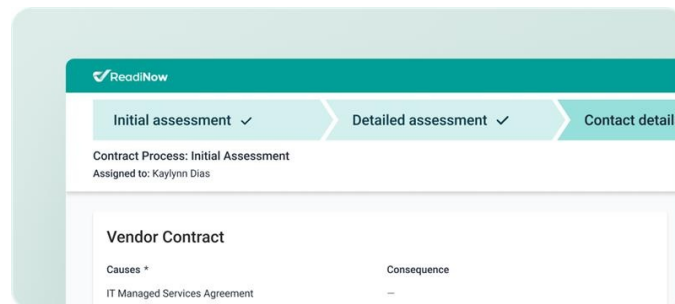 ReadiNow
Initial assessment ✓ Detailed assessment ✓ Contact detail
Contract Process: Initial Assessment
Assigned to: Kaylynn Dias
Vendor Contract
Causes * Consequence
IT Managed Services Agreement –